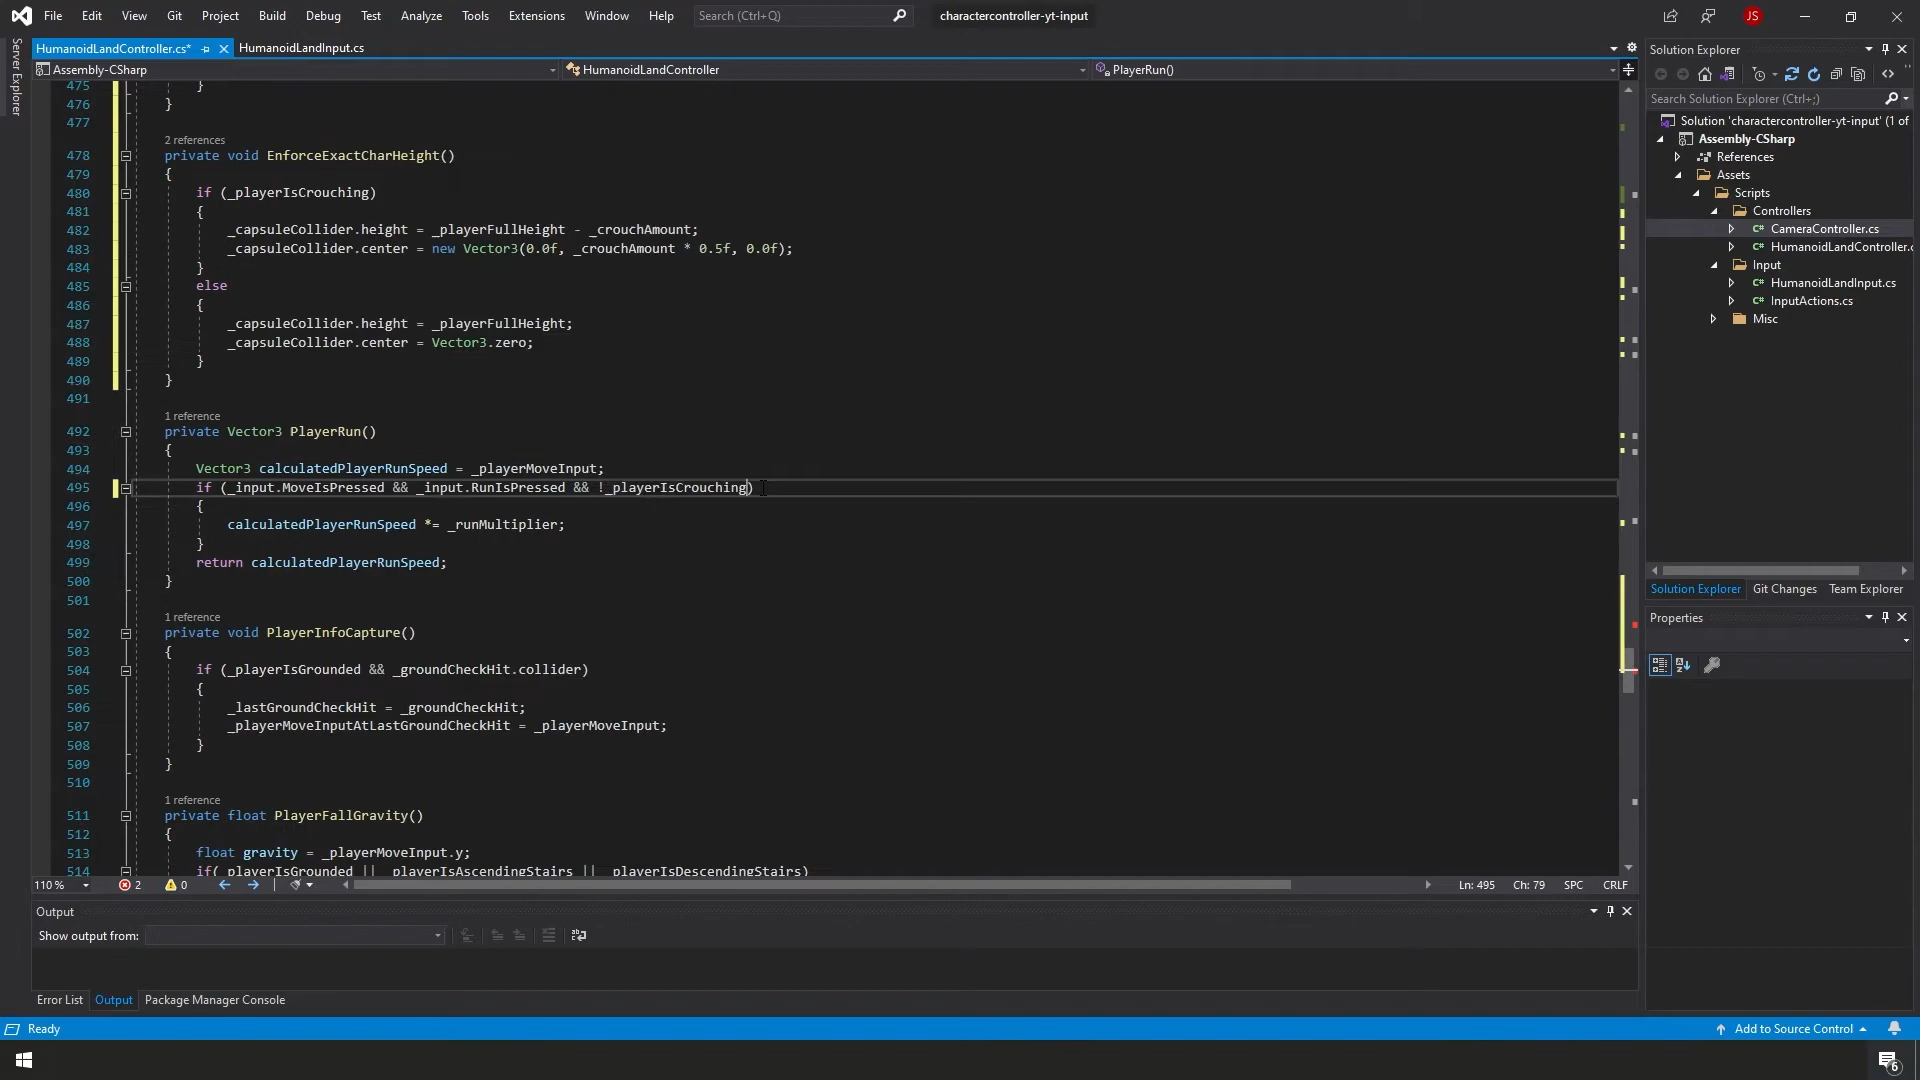 File Edit View Git Project Build Debug Test Analyze Tools Extensions Window Help Search (Ctrl+Q) charactercontroller-yt-input JS
Server Explorer
HumanoidLandController.cs* HumanoidLandInput.cs
Assembly-CSharp HumanoidLandController PlayerRun()
475 }
476 }
477
2 references
478 private void EnforceExactCharHeight()
479 {
480 if (_playerIsCrouching)
481 {
482 _capsuleCollider.height = _playerFullHeight - _crouchAmount;
483 _capsuleCollider.center = new Vector3(0.0f, _crouchAmount * 0.5f, 0.0f);
484 }
485 else
486 {
487 _capsuleCollider.height = _playerFullHeight;
488 _capsuleCollider.center = Vector3.zero;
489 }
490 }
491
1 reference
492 private Vector3 PlayerRun()
493 {
494 Vector3 calculatedPlayerRunSpeed = _playerMoveInput;
495 if (_input.MoveIsPressed && _input.RunIsPressed && !_playerIsCrouching)
496 {
497 calculatedPlayerRunSpeed *= _runMultiplier;
498 }
499 return calculatedPlayerRunSpeed;
500 }
501
1 reference
502 private void PlayerInfoCapture()
503 {
504 if (_playerIsGrounded && _groundCheckHit.collider)
505 {
506 _lastGroundCheckHit = _groundCheckHit;
507 _playerMoveInputAtLastGroundCheckHit = _playerMoveInput;
508 }
509 }
510
1 reference
511 private float PlayerFallGravity()
512 {
513 float gravity = _playerMoveInput.y;
514 if(_playerIsGrounded || _playerIsAscendingStairs || _playerIsDescendingStairs)
110 % 2 0 Ln: 495 Ch: 79 SPC CRLF
Output
Show output from:
Error List Output Package Manager Console
Solution Explorer
Search Solution Explorer (Ctrl+;)
Solution 'charactercontroller-yt-input' (1 of
Assembly-CSharp
References
Assets
Scripts
Controllers
CameraController.cs
HumanoidLandController.c
Input
HumanoidLandInput.cs
InputActions.cs
Misc
Solution Explorer Git Changes Team Explorer
Properties
Ready Add to Source Control
6